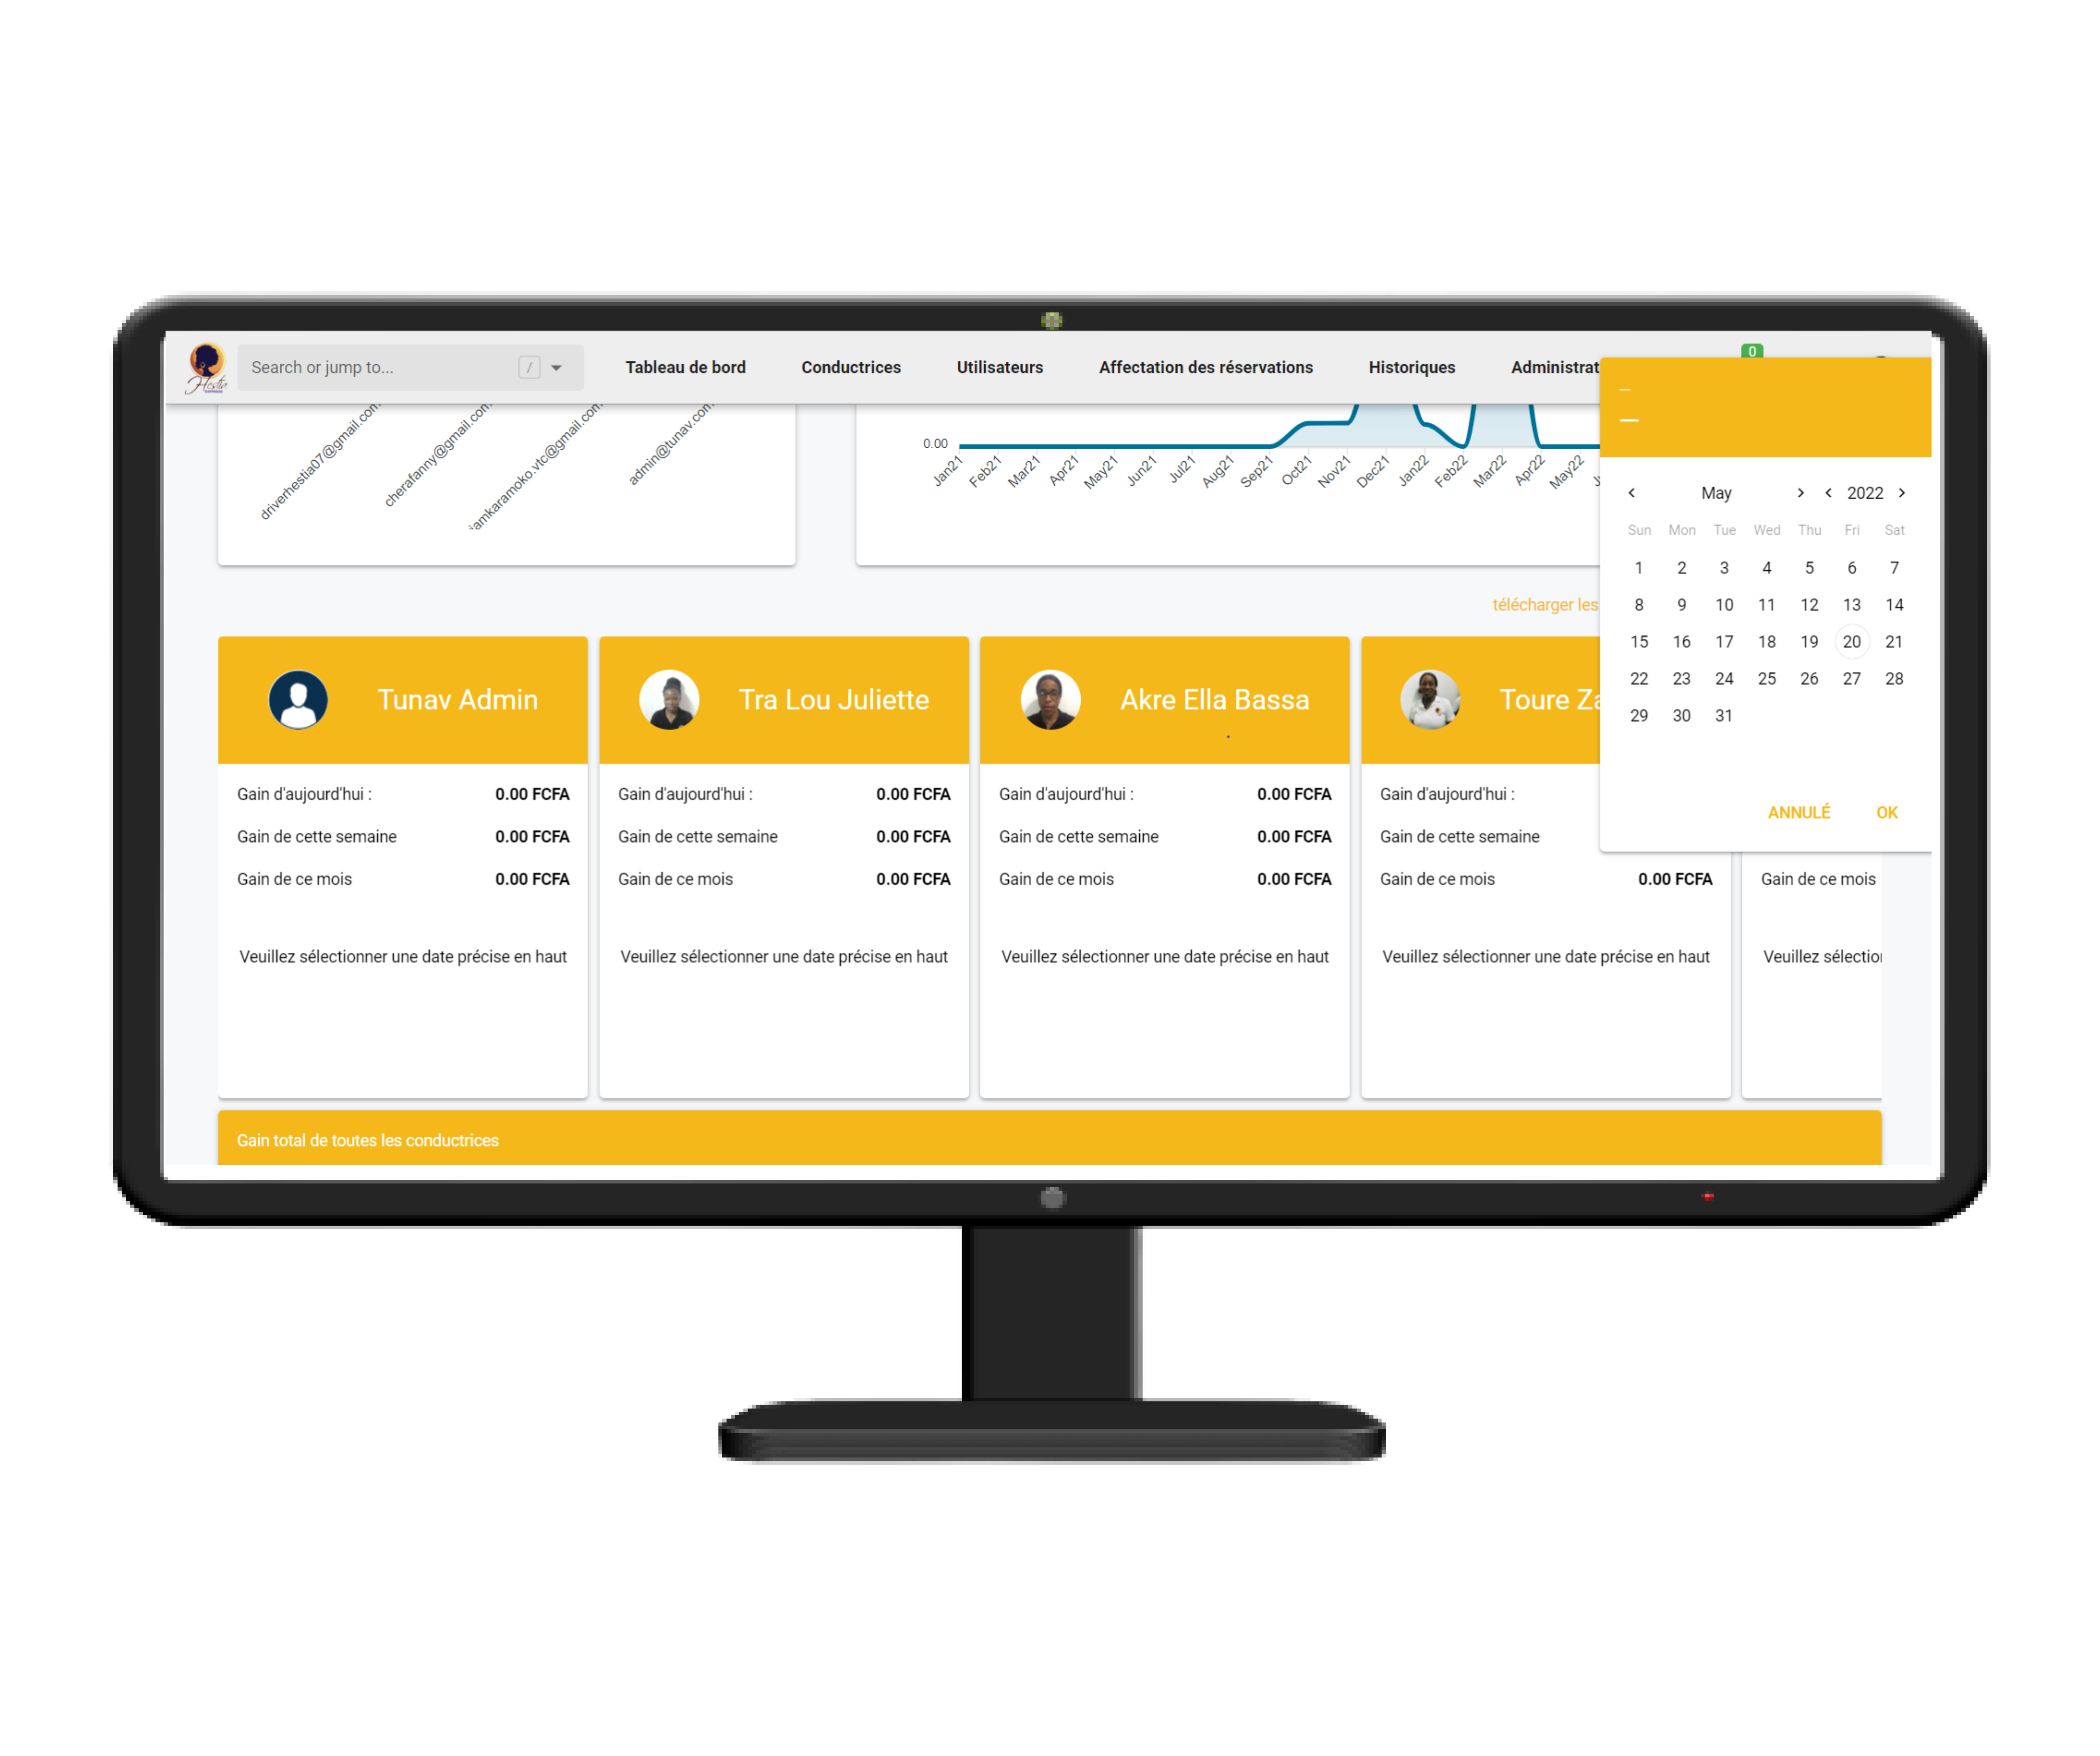 Hestia
Search or jump to...
/
Tableau de bord
Conductrices
Utilisateurs
Affectation des réservations
Historiques
Administrat
0
driverhestia07@gmail.com
cherafanny@gmail.com
iamkaramoko.vtc@gmail.com
admin@tunav.com
0.00
Jan21
Feb21
Mar21
Apr21
May21
Jun21
Jul21
Aug21
Sep21
Oct21
Nov21
Dec21
Jan22
Feb22
Mar22
Apr22
May22
May
2022
Sun Mon Tue Wed Thu Fri Sat
1 2 3 4 5 6 7
8 9 10 11 12 13 14
15 16 17 18 19 20 21
22 23 24 25 26 27 28
29 30 31
ANNULÉ OK
télécharger les
Tunav Admin
Gain d'aujourd'hui : 0.00 FCFA
Gain de cette semaine 0.00 FCFA
Gain de ce mois 0.00 FCFA
Veuillez sélectionner une date précise en haut
Tra Lou Juliette
Gain d'aujourd'hui : 0.00 FCFA
Gain de cette semaine 0.00 FCFA
Gain de ce mois 0.00 FCFA
Veuillez sélectionner une date précise en haut
Akre Ella Bassa
Gain d'aujourd'hui : 0.00 FCFA
Gain de cette semaine 0.00 FCFA
Gain de ce mois 0.00 FCFA
Veuillez sélectionner une date précise en haut
Toure Za
Gain d'aujourd'hui :
Gain de cette semaine
Gain de ce mois 0.00 FCFA
Veuillez sélectionner une date précise en haut
Gain de ce mois
Veuillez sélection
Gain total de toutes les conductrices